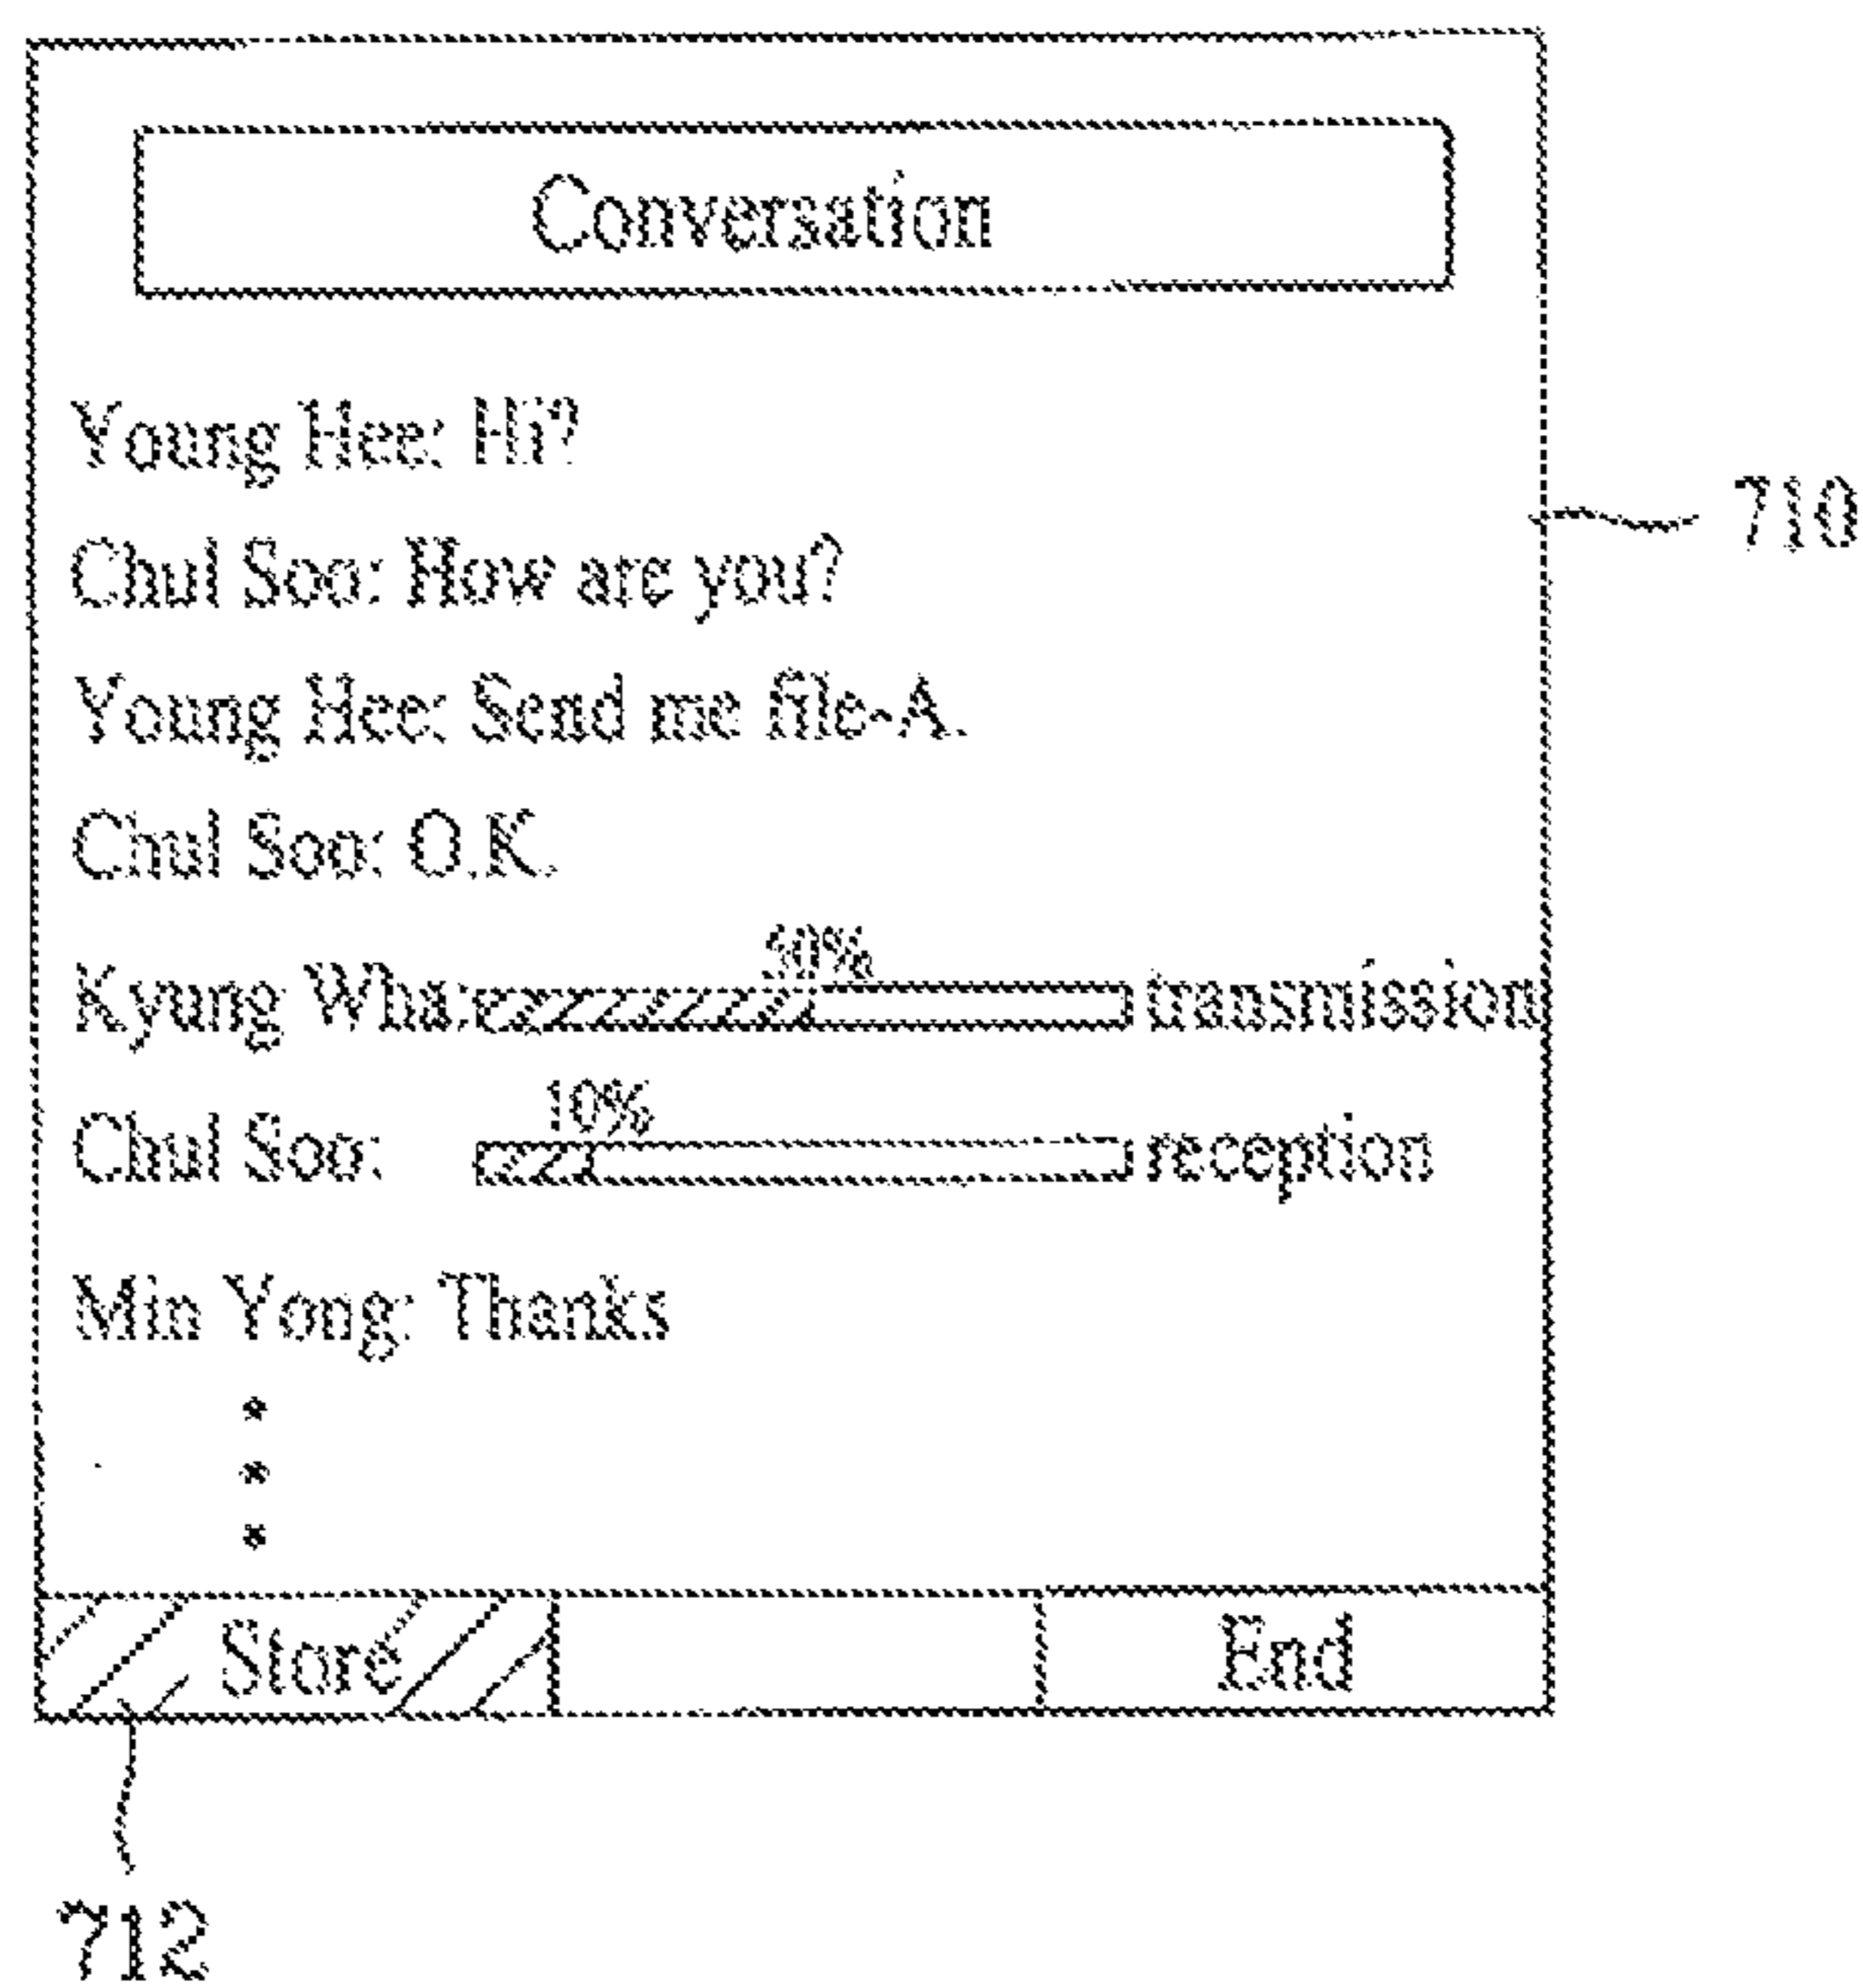 Conversation
Young Hee: Hi?
710
Chul Soo: How are you?
Young Hee: Send me file-A.
Chul Soo: O.K.
50%
Kyung Wha: transmission
10%
Chul Soo: reception
Min Yong: Thanks
Store End
712